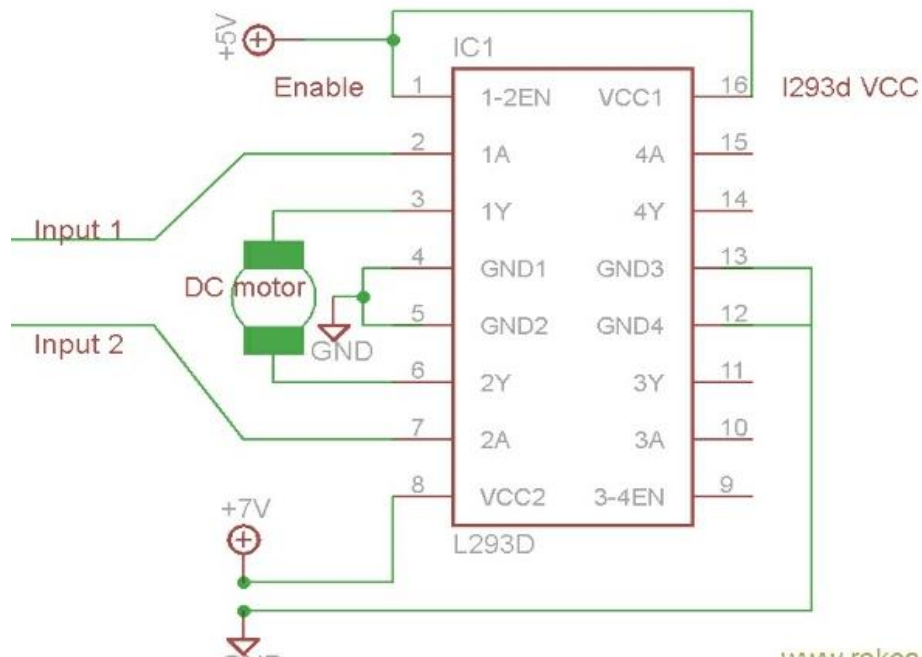 +5V
IC1
Enable
1
1-2EN
VCC1
16
l293d VCC
2
1A
4A
15
3
1Y
4Y
14
Input 1
4
GND1
GND3
13
DC motor
5
GND2
GND4
12
Input 2
GND
6
2Y
3Y
11
7
2A
3A
10
8
VCC2
3-4EN
9
+7V
L293D